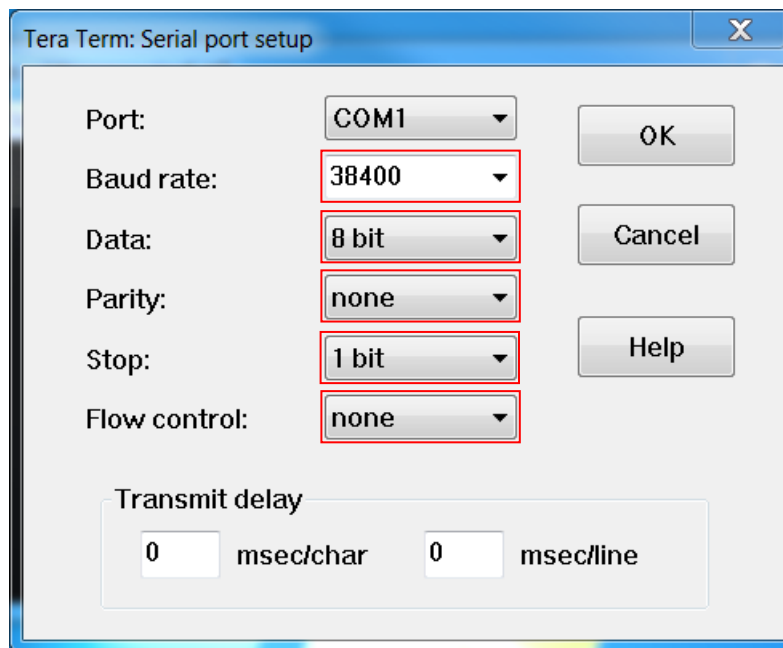 Tera Term: Serial port setup
Port: COM1 OK
Baud rate: 38400
Data: 8 bit Cancel
Parity: none
Stop: 1 bit Help
Flow control: none
Transmit delay
0 msec/char 0 msec/line